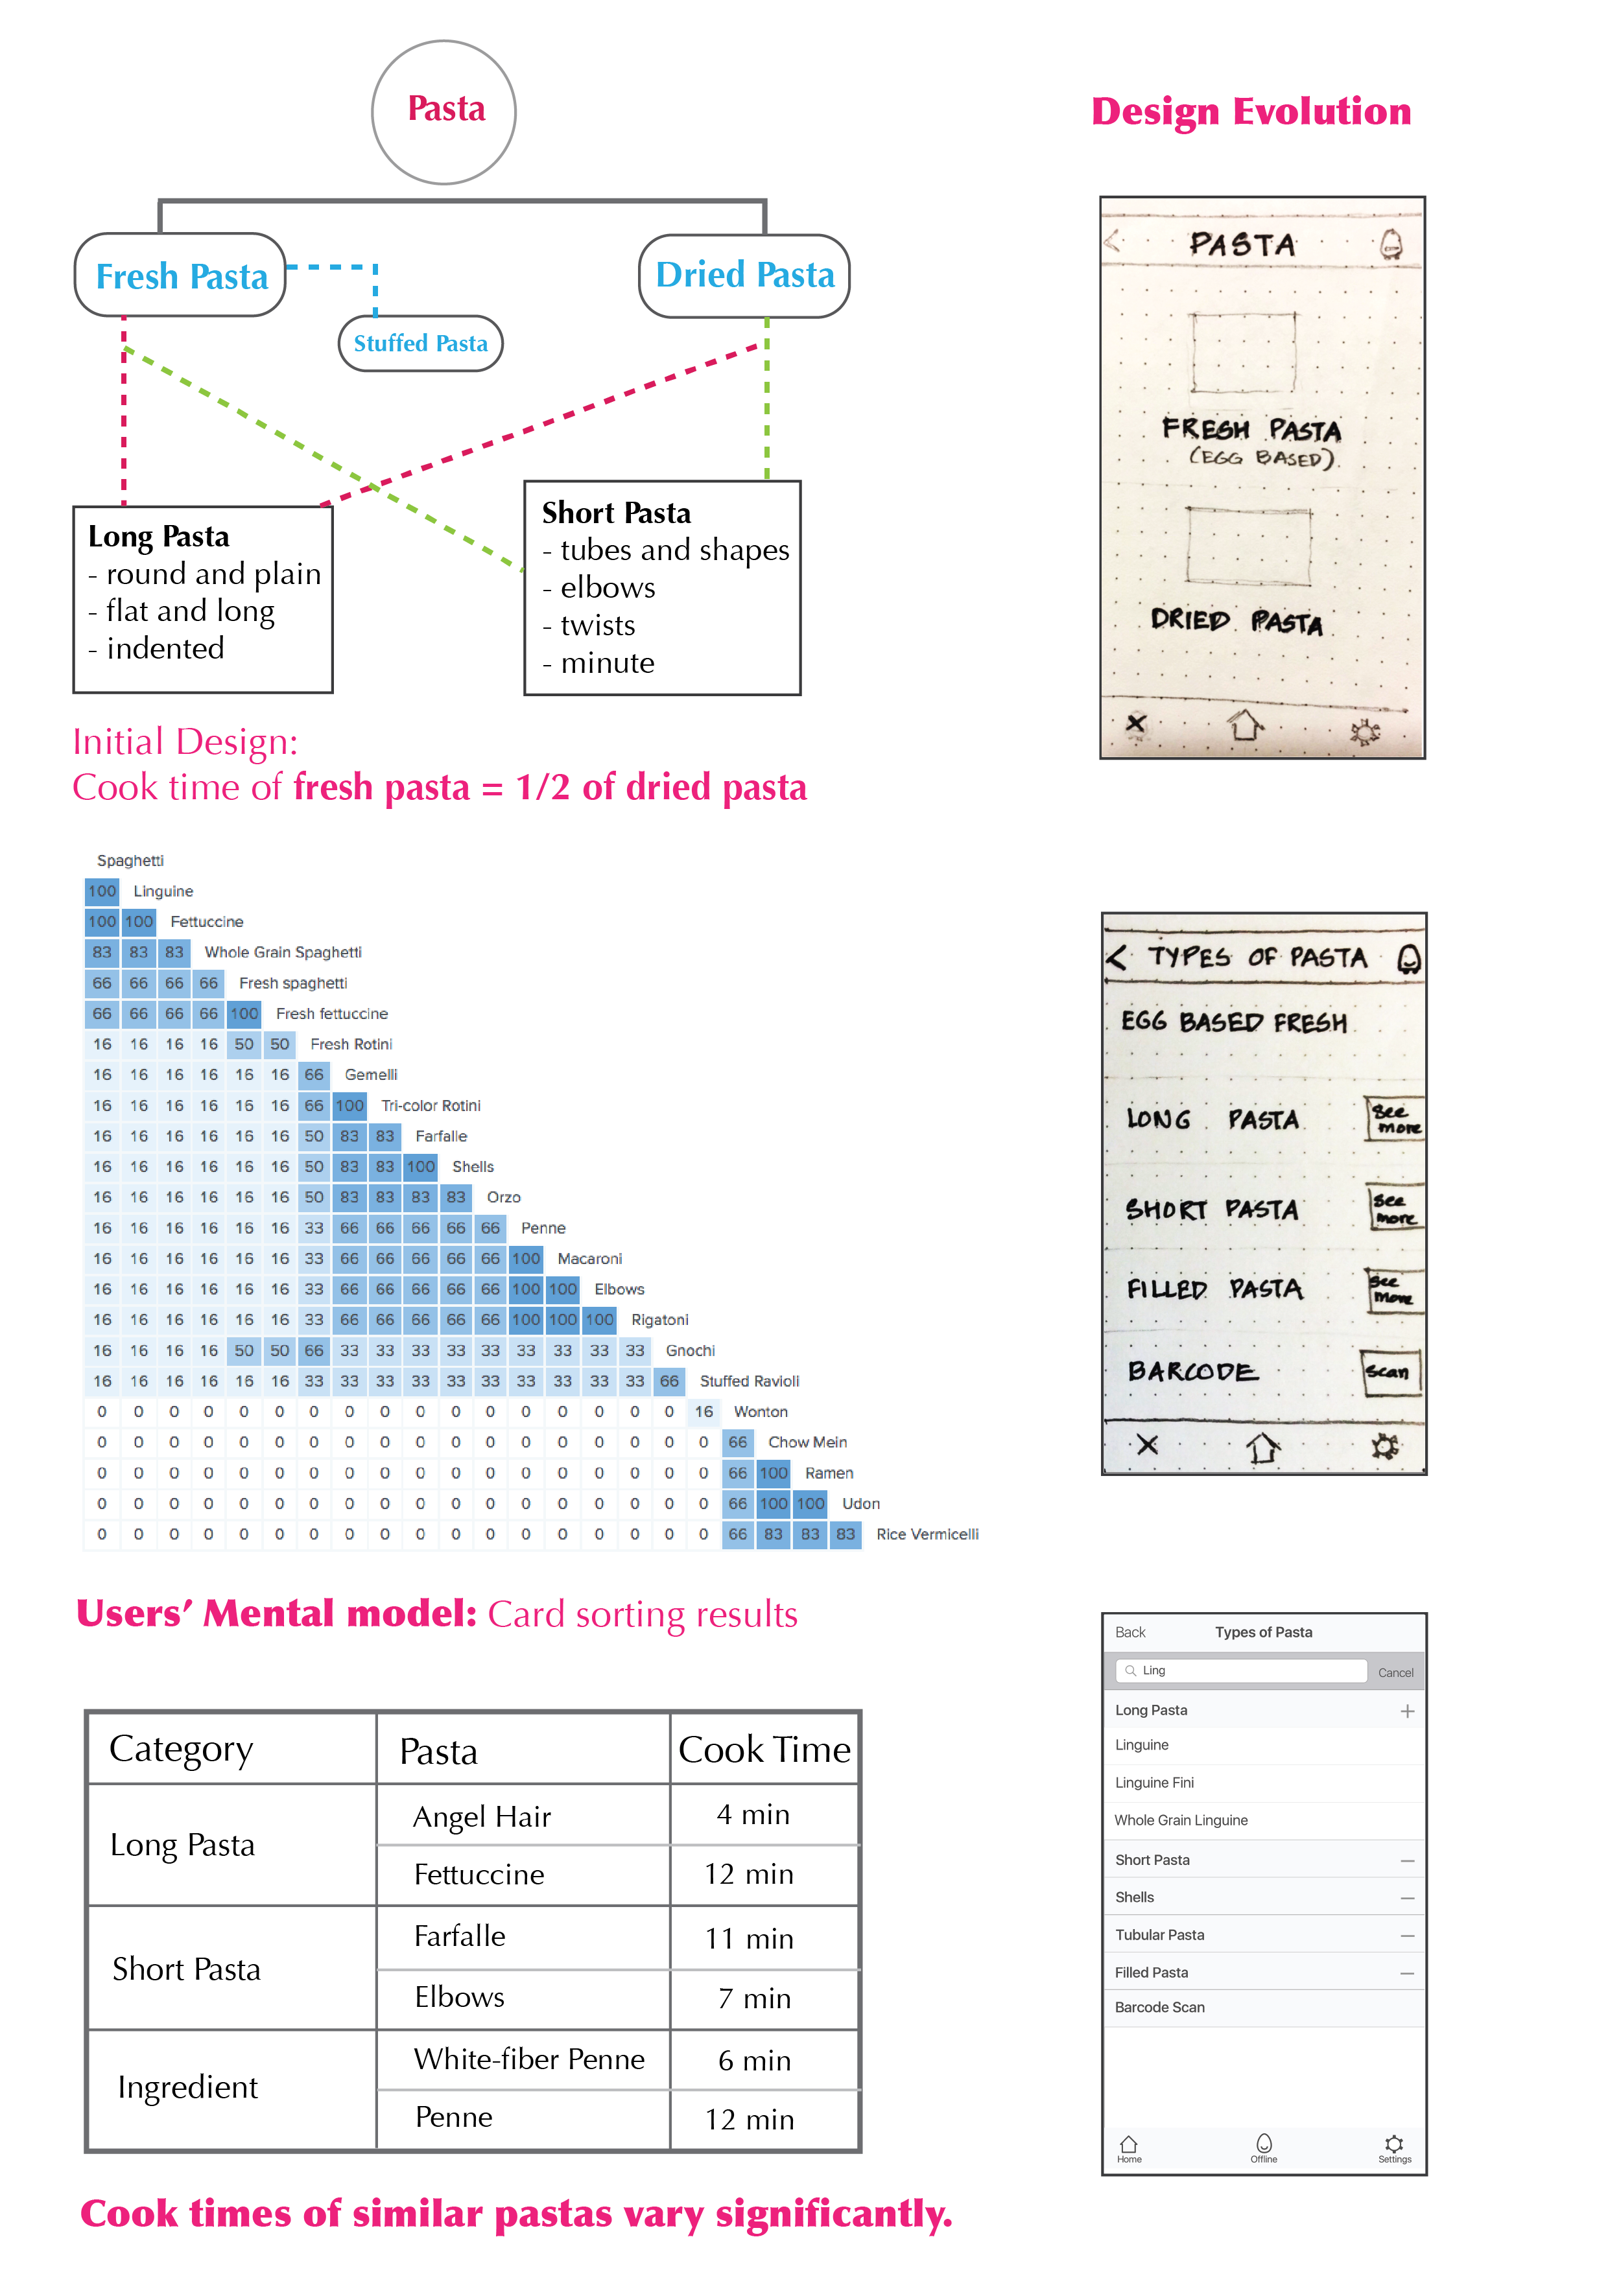 Pasta
Fresh Pasta
Dried Pasta
Stuffed Pasta
Long Pasta
- round and plain
- flat and long
- indented
Short Pasta
- tubes and shapes
- elbows
- twists
- minute
Initial Design:
Cook time of fresh pasta = 1/2 of dried pasta
Spaghetti
100 Linguine
100 100 Fettuccine
83 83 83 Whole Grain Spaghetti
66 66 66 66 Fresh spaghetti
66 66 66 66 100 Fresh fettuccine
16 16 16 16 50 50 Fresh Rotini
16 16 16 16 16 16 66 Gemelli
16 16 16 16 16 16 66 100 Tri-color Rotini
16 16 16 16 16 16 50 83 83 Farfalle
16 16 16 16 16 16 50 83 83 100 Shells
16 16 16 16 16 16 50 83 83 83 83 Orzo
16 16 16 16 16 16 33 66 66 66 66 66 Penne
16 16 16 16 16 16 33 66 66 66 66 66 100 Macaroni
16 16 16 16 16 16 33 66 66 66 66 66 100 100 Elbows
16 16 16 16 16 16 33 66 66 66 66 66 100 100 100 Rigatoni
16 16 16 16 50 50 66 33 33 33 33 33 33 33 33 33 Gnochi
16 16 16 16 16 16 33 33 33 33 33 33 33 33 33 33 66 Stuffed Ravioli
0 0 0 0 0 0 0 0 0 0 0 0 0 0 0 0 0 16 Wonton
0 0 0 0 0 0 0 0 0 0 0 0 0 0 0 0 0 0 66 Chow Mein
0 0 0 0 0 0 0 0 0 0 0 0 0 0 0 0 0 0 66 100 Ramen
0 0 0 0 0 0 0 0 0 0 0 0 0 0 0 0 0 0 66 100 100 Udon
0 0 0 0 0 0 0 0 0 0 0 0 0 0 0 0 0 0 66 83 83 83 Rice Vermicelli
Users’ Mental model: Card sorting results
Category Pasta Cook Time
Long Pasta
Angel Hair 4 min
Fettuccine 12 min
Short Pasta
Farfalle 11 min
Elbows 7 min
Ingredient
White-fiber Penne 6 min
Penne 12 min
Cook times of similar pastas vary significantly.
Design Evolution
< PASTA
FRESH PASTA
(EGG BASED)
DRIED PASTA
< TYPES OF PASTA
EGG BASED FRESH
LONG PASTA see more
SHORT PASTA see more
FILLED PASTA see more
BARCODE scan
Back Types of Pasta
Ling Cancel
Long Pasta +
Linguine
Linguine Fini
Whole Grain Linguine
Short Pasta —
Shells —
Tubular Pasta —
Filled Pasta —
Barcode Scan
Home Offline Settings